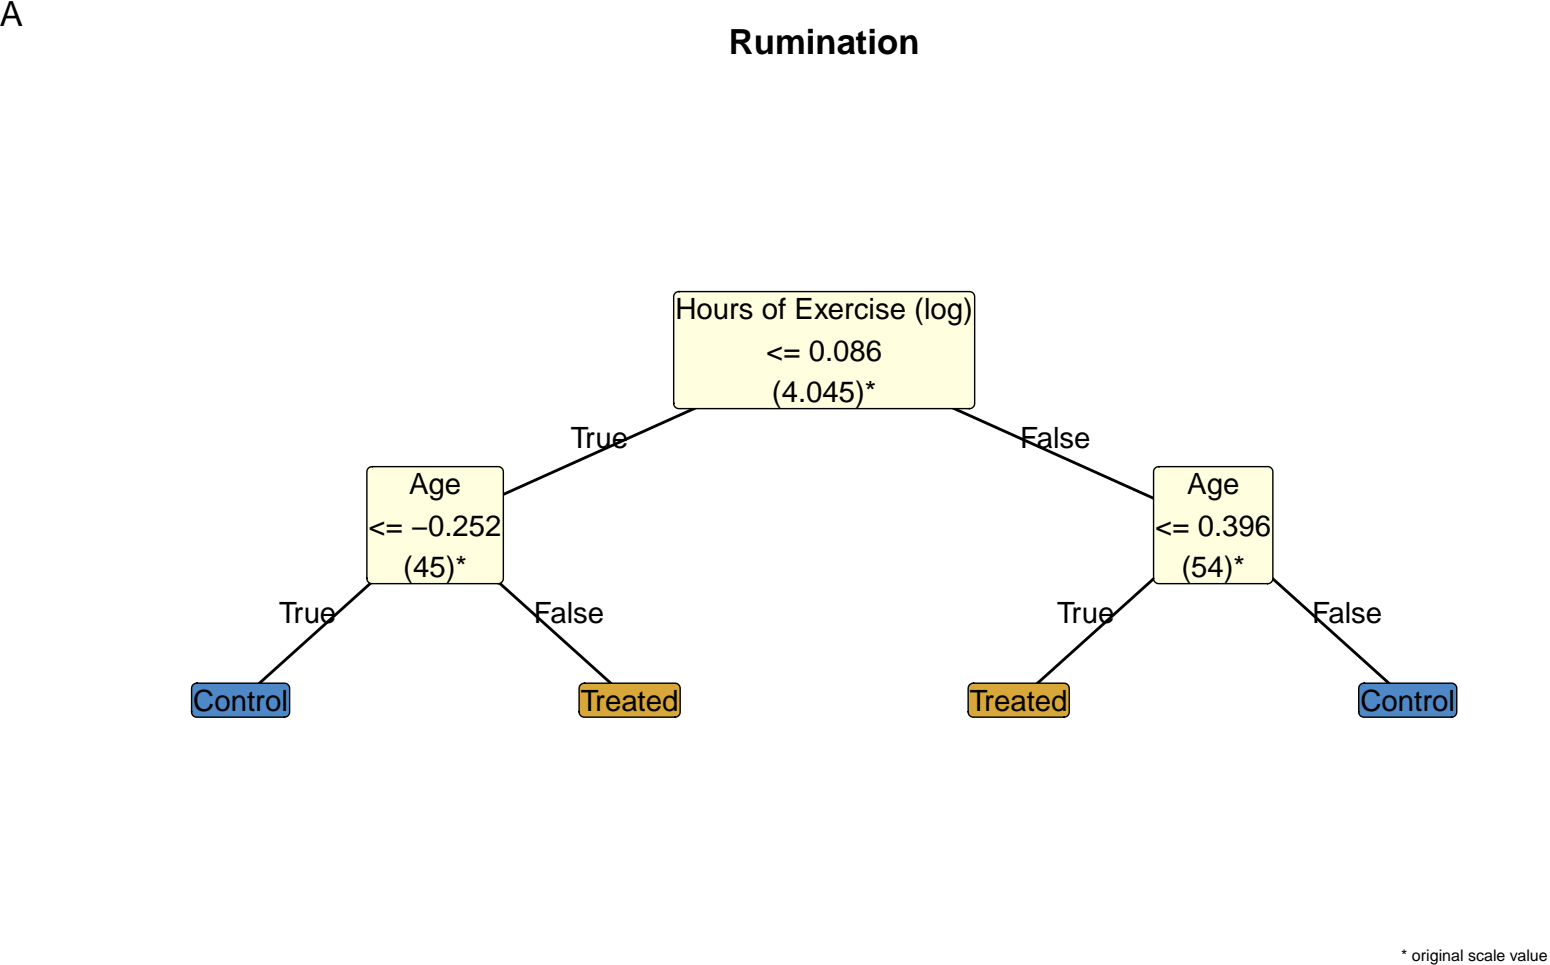 A
Rumination
Hours of Exercise (log)
<= 0.086
(4.045)*
True
False
Age
<= −0.252
(45)*
Age
<= 0.396
(54)*
True
False
True
False
Control
Treated
Treated
Control
* original scale value